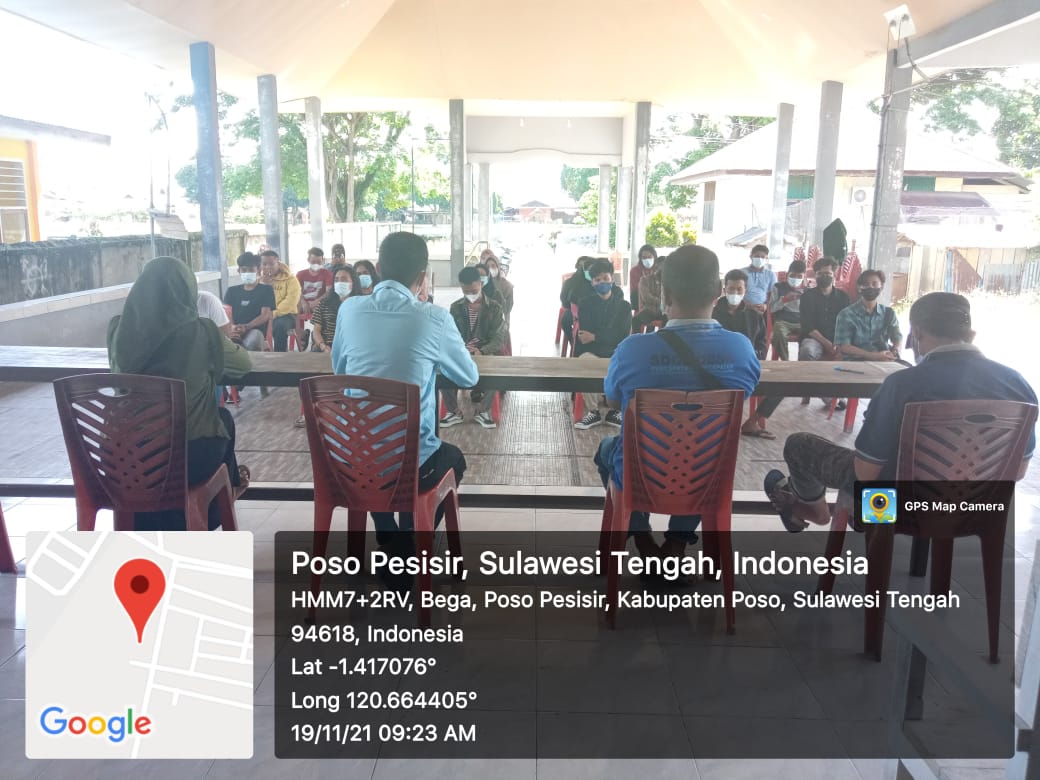 GPS Map Camera
Poso Pesisir, Sulawesi Tengah, Indonesia
HMM7+2RV, Bega, Poso Pesisir, Kabupaten Poso, Sulawesi Tengah
94618, Indonesia
Lat -1.417076°
Long 120.664405°
19/11/21 09:23 AM
Google